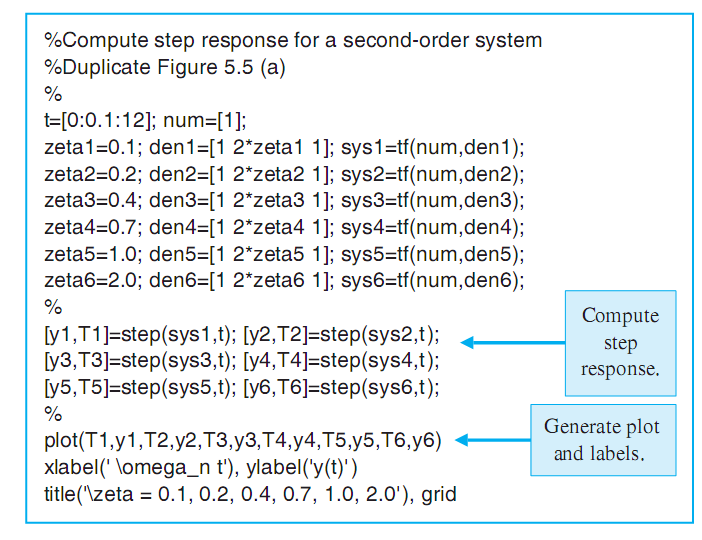 %Compute step response for a second-order system
%Duplicate Figure 5.5 (a)
%
t=[0:0.1:12]; num=[1];
zeta1=0.1; den1=[1 2*zeta1 1]; sys1=tf(num,den1);
zeta2=0.2; den2=[1 2*zeta2 1]; sys2=tf(num,den2);
zeta3=0.4; den3=[1 2*zeta3 1]; sys3=tf(num,den3);
zeta4=0.7; den4=[1 2*zeta4 1]; sys4=tf(num,den4);
zeta5=1.0; den5=[1 2*zeta5 1]; sys5=tf(num,den5);
zeta6=2.0; den6=[1 2*zeta6 1]; sys6=tf(num,den6);
%
[y1,T1]=step(sys1,t); [y2,T2]=step(sys2,t);
[y3,T3]=step(sys3,t); [y4,T4]=step(sys4,t);
[y5,T5]=step(sys5,t); [y6,T6]=step(sys6,t);
Compute
step
response.
%
plot(T1,y1,T2,y2,T3,y3,T4,y4,T5,y5,T6,y6)
xlabel(' \omega_n t'), ylabel('y(t)')
title('\zeta = 0.1, 0.2, 0.4, 0.7, 1.0, 2.0'), grid
Generate plot
and labels.